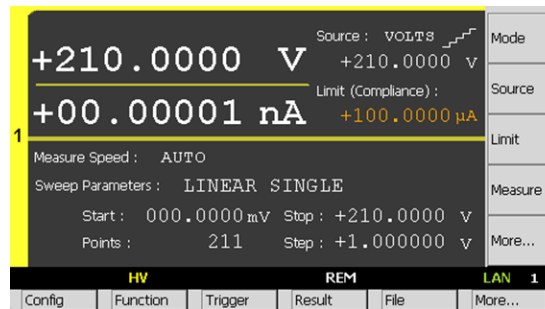 Source : VOLTS
+210.0000 V
+210.0000 V
Limit (Compliance) :
+00.00001 nA
+100.0000 µA
1
Measure Speed : AUTO
Sweep Parameters : LINEAR SINGLE
Start : 000.0000 mV Stop : +210.0000 V
Points : 211 Step : +1.000000 V
Mode
Source
Limit
Measure
More...
HV REM LAN 1
Config Function Trigger Result File More...